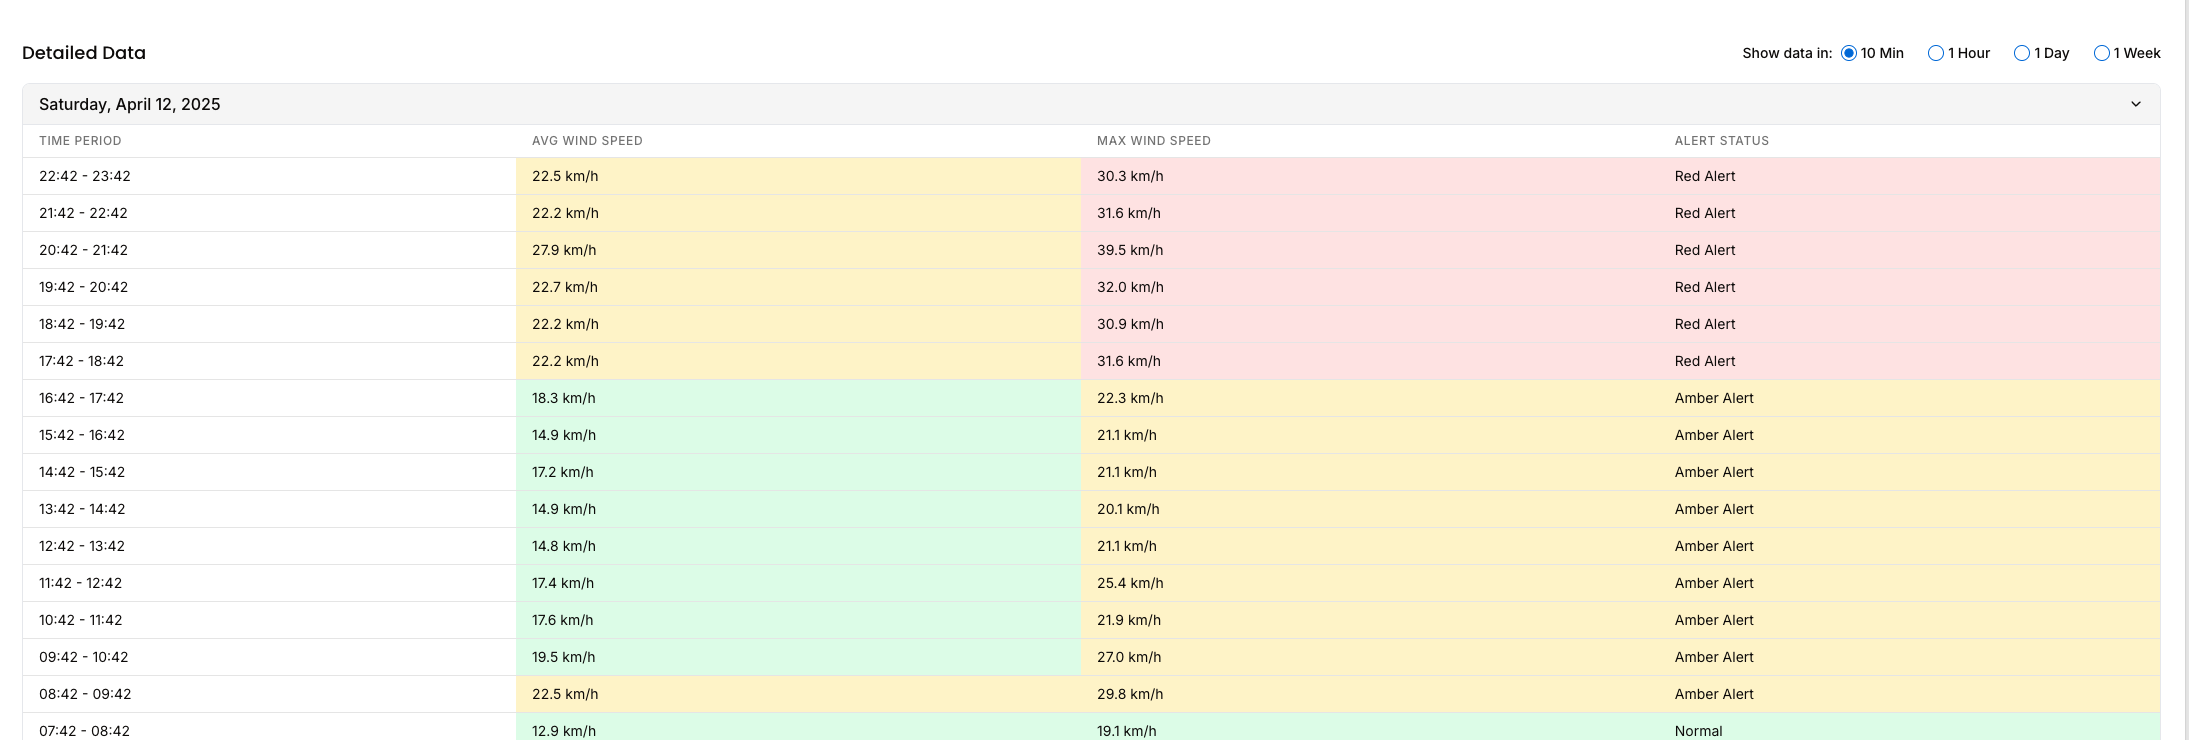 Detailed Data
Show data in: 10 Min 1 Hour 1 Day 1 Week
Saturday, April 12, 2025
TIME PERIOD AVG WIND SPEED MAX WIND SPEED ALERT STATUS
22:42 - 23:42 22.5 km/h 30.3 km/h Red Alert
21:42 - 22:42 22.2 km/h 31.6 km/h Red Alert
20:42 - 21:42 27.9 km/h 39.5 km/h Red Alert
19:42 - 20:42 22.7 km/h 32.0 km/h Red Alert
18:42 - 19:42 22.2 km/h 30.9 km/h Red Alert
17:42 - 18:42 22.2 km/h 31.6 km/h Red Alert
16:42 - 17:42 18.3 km/h 22.3 km/h Amber Alert
15:42 - 16:42 14.9 km/h 21.1 km/h Amber Alert
14:42 - 15:42 17.2 km/h 21.1 km/h Amber Alert
13:42 - 14:42 14.9 km/h 20.1 km/h Amber Alert
12:42 - 13:42 14.8 km/h 21.1 km/h Amber Alert
11:42 - 12:42 17.4 km/h 25.4 km/h Amber Alert
10:42 - 11:42 17.6 km/h 21.9 km/h Amber Alert
09:42 - 10:42 19.5 km/h 27.0 km/h Amber Alert
08:42 - 09:42 22.5 km/h 29.8 km/h Amber Alert
07:42 - 08:42 12.9 km/h 19.1 km/h Normal